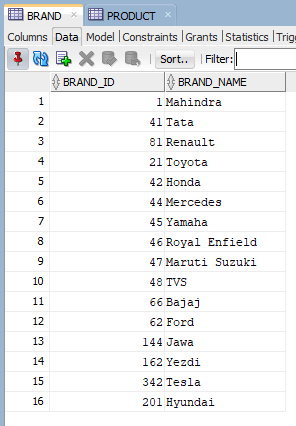 BRAND PRODUCT
Columns Data Model Constraints Grants Statistics Trig
Sort.. Filter:
BRAND_ID BRAND_NAME
1 1 Mahindra
2 41 Tata
3 81 Renault
4 21 Toyota
5 42 Honda
6 44 Mercedes
7 45 Yamaha
8 46 Royal Enfield
9 47 Maruti Suzuki
10 48 TVS
11 66 Bajaj
12 62 Ford
13 144 Jawa
14 162 Yezdi
15 342 Tesla
16 201 Hyundai